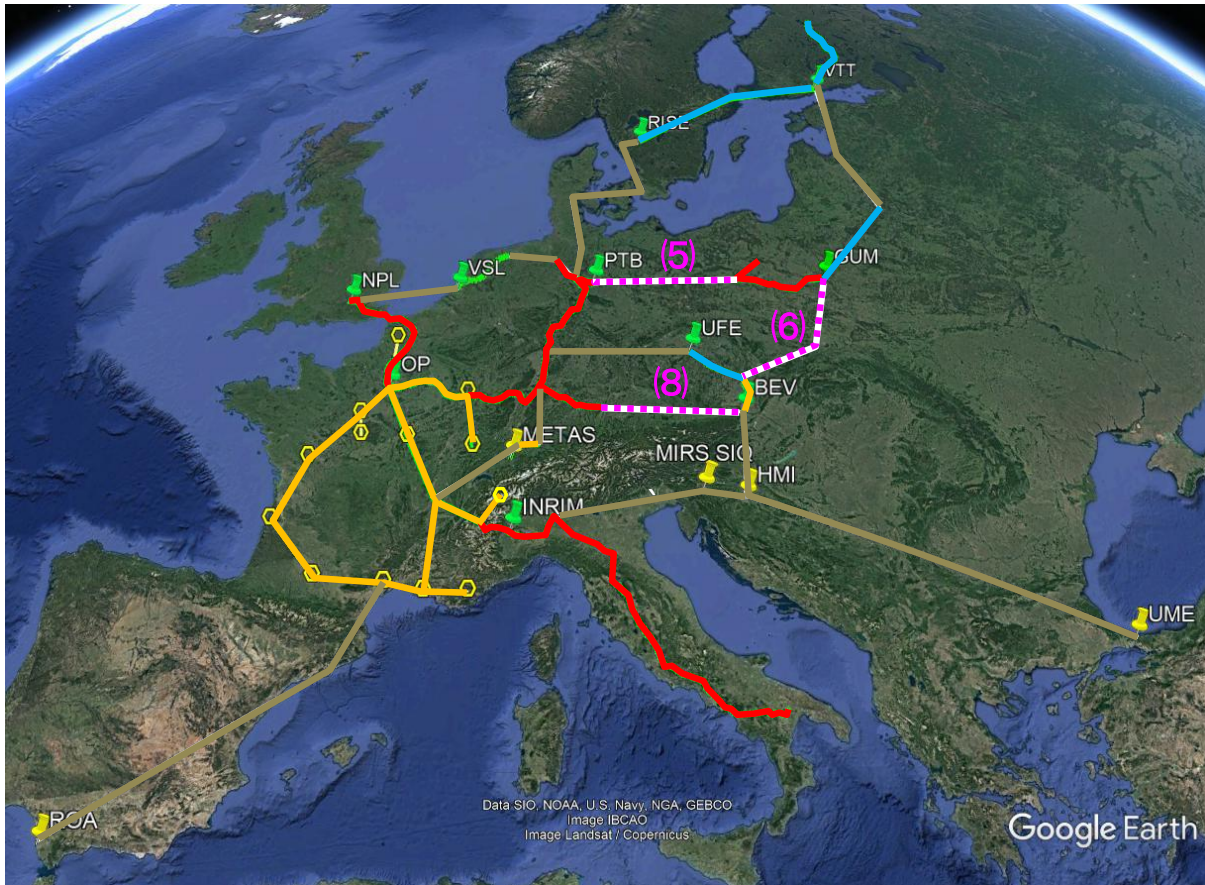 VTT
RISE
PTB
(5)
GUM
VSL
NPL
(6)
UFE
OP
(8)
BEV
METAS
MIRS SIQ
HMI
INRIM
UME
ROA
Data SIO, NOAA, U.S. Navy, NGA, GEBCO
Image IBCAO
Image Landsat / Copernicus
Google Earth